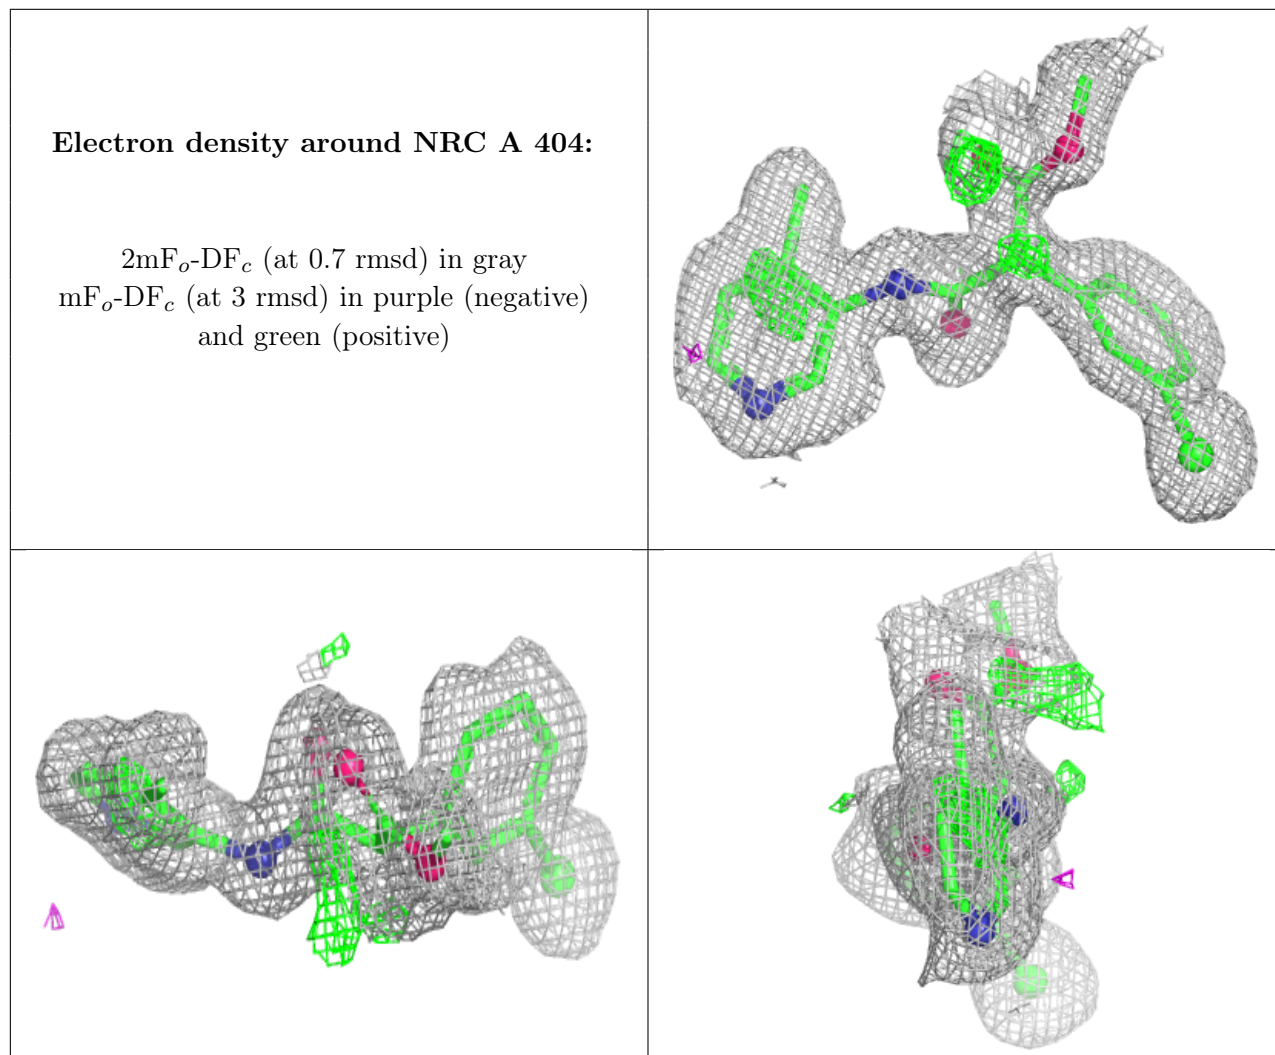 Electron density around NRC A 404:
2mFo-DFc (at 0.7 rmsd) in gray
mFo-DFc (at 3 rmsd) in purple (negative)
and green (positive)